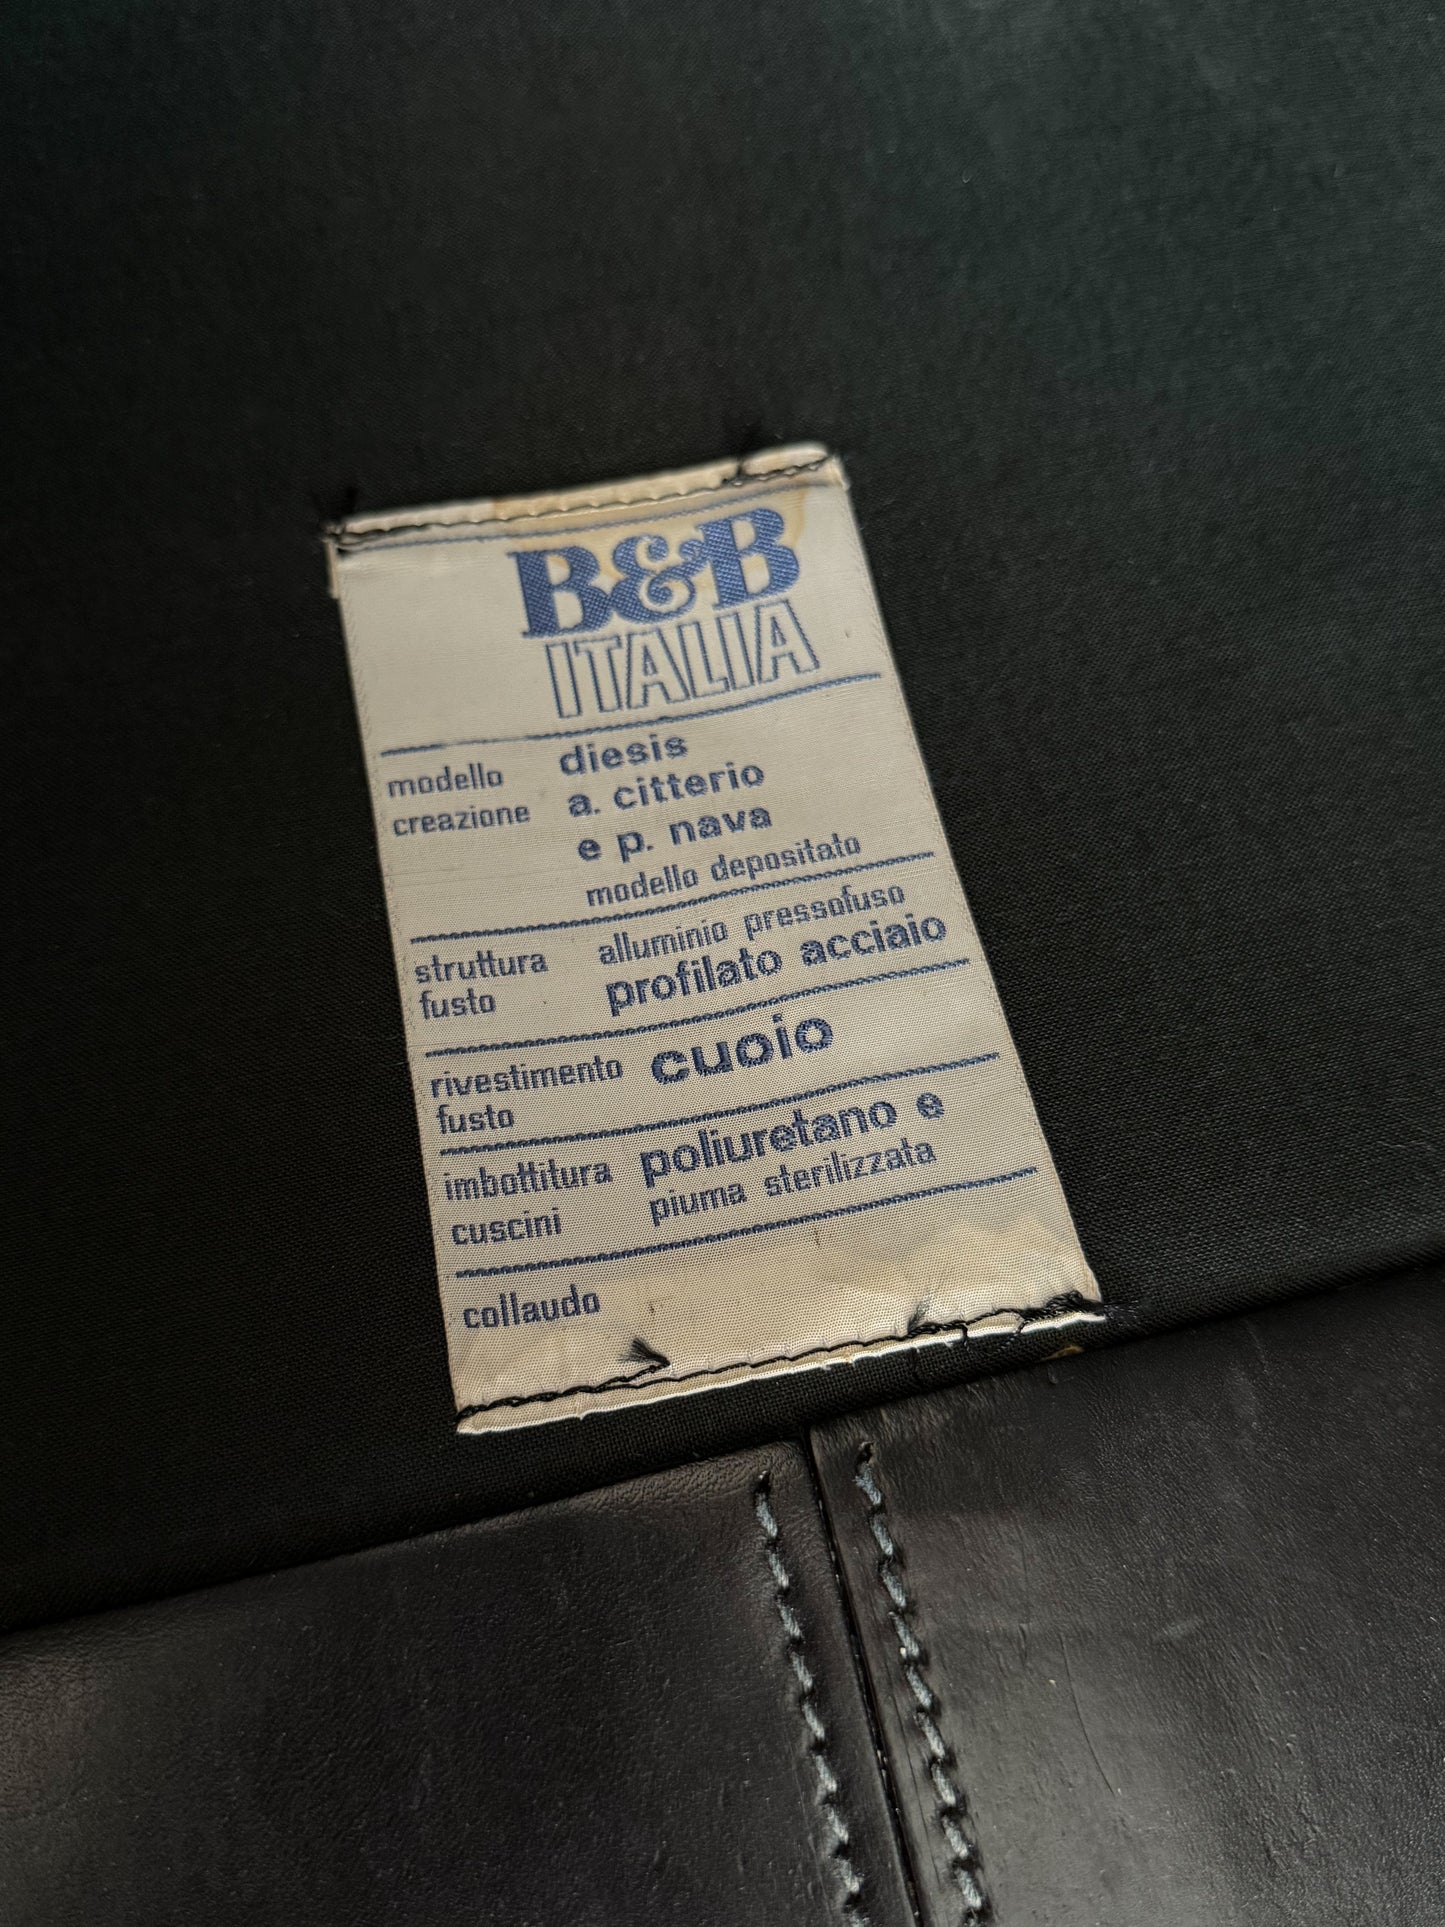 B&B
ITALIA
modello diesis
creazione a. citterio
e p. nava
modello depositato
struttura alluminio pressofuso
fusto profilato acciaio
rivestimento cuoio
fusto
imbottitura poliuretano e
cuscini piuma sterilizzata
collaudo